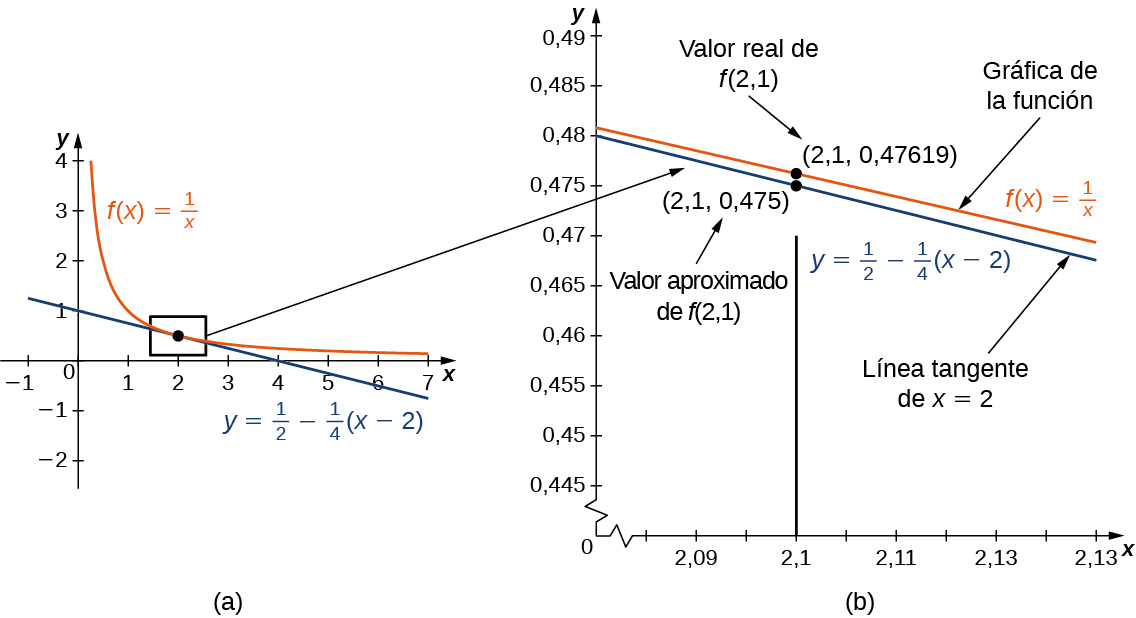 y
4
3
2
1
0
−1
−2
−1
1
2
3
4
5
6
7
x
f(x) = 1/x
y = 1/2 − 1/4(x − 2)
(a)
y
0,49
0,485
0,48
0,475
0,47
0,465
0,46
0,455
0,45
0,445
0
2,09
2,1
2,11
2,13
2,13
x
Valor real de
f(2,1)
(2,1, 0,47619)
Gráfica de
la función
(2,1, 0,475)
f(x) = 1/x
Valor aproximado
de f(2,1)
y = 1/2 − 1/4(x − 2)
Línea tangente
de x = 2
(b)